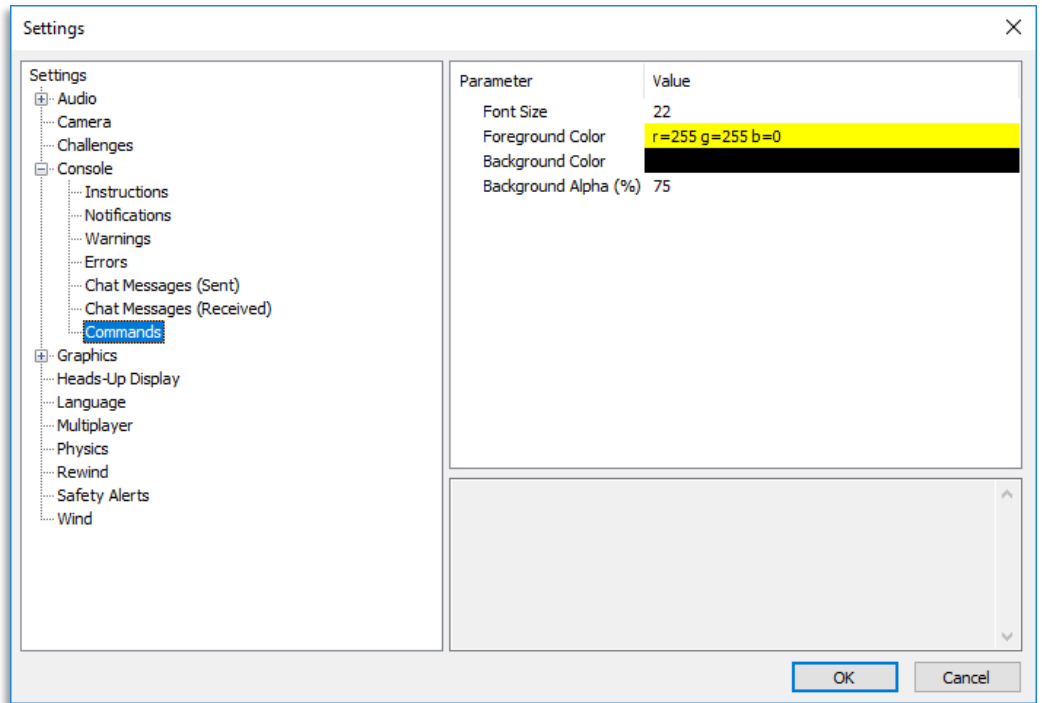 Settings
Settings
Audio
Camera
Challenges
Console
Instructions
Notifications
Warnings
Errors
Chat Messages (Sent)
Chat Messages (Received)
Commands
Graphics
Heads-Up Display
Language
Multiplayer
Physics
Rewind
Safety Alerts
Wind
Parameter Value
Font Size 22
Foreground Color r=255 g=255 b=0
Background Color
Background Alpha (%) 75
OK Cancel